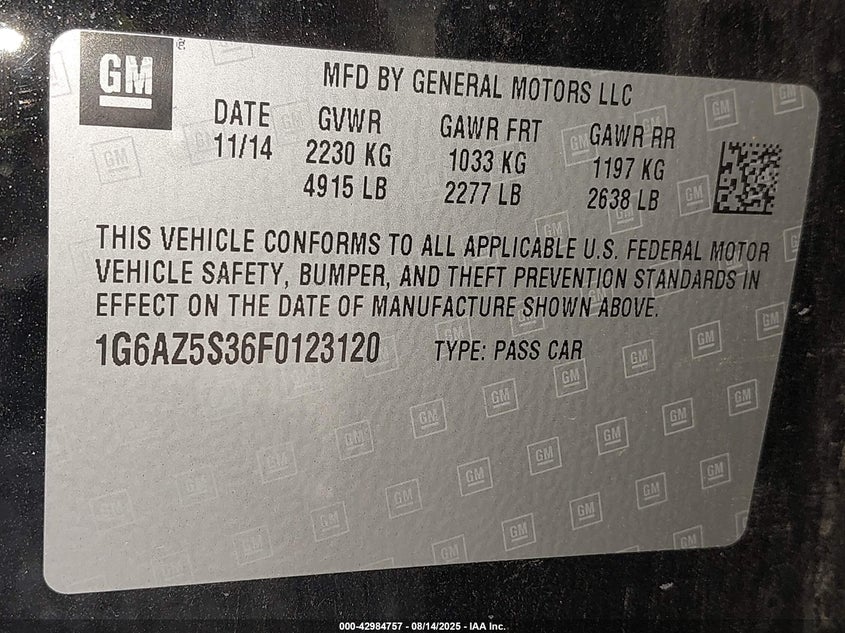 GM
MFD BY GENERAL MOTORS LLC
DATE GVWR GAWR FRT GAWR RR
11/14 2230 KG 1033 KG 1197 KG
4915 LB 2277 LB 2638 LB
THIS VEHICLE CONFORMS TO ALL APPLICABLE U.S. FEDERAL MOTOR
VEHICLE SAFETY, BUMPER, AND THEFT PREVENTION STANDARDS IN
EFFECT ON THE DATE OF MANUFACTURE SHOWN ABOVE.
1G6AZ5S36F0123120 TYPE: PASS CAR
000-42984757 - 08/14/2025 - IAA Inc.